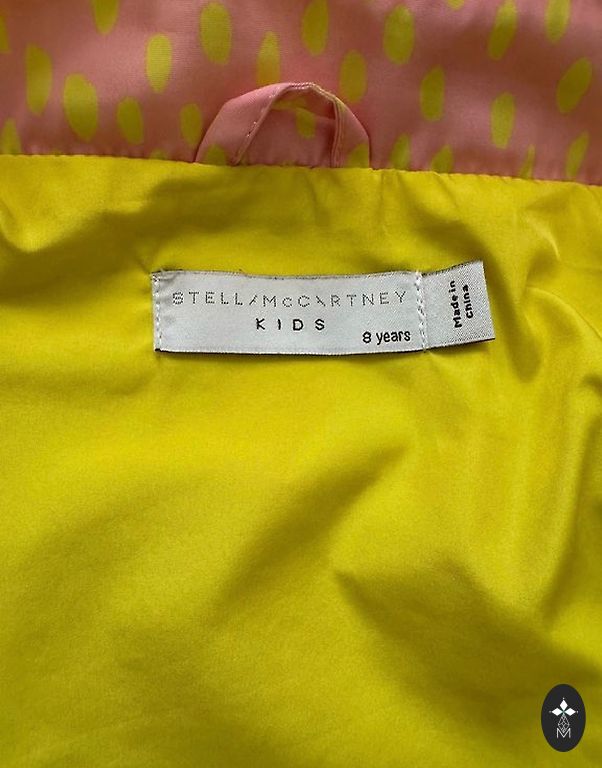 STELLA McCARTNEY
KIDS
8 years
Made in
China
M